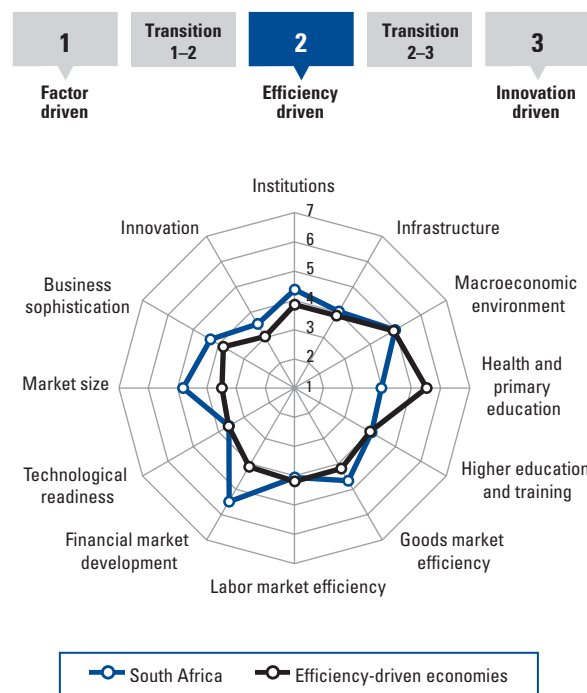 1
Transition
1–2
2
Transition
2–3
3
Factor
driven
Efficiency
driven
Innovation
driven
Institutions
Infrastructure
Macroeconomic
environment
Health and
primary
education
Higher education
and training
Goods market
efficiency
Labor market efficiency
Financial market
development
Technological
readiness
Market size
Business
sophistication
Innovation
7
6
5
4
3
2
1
South Africa
Efficiency-driven economies